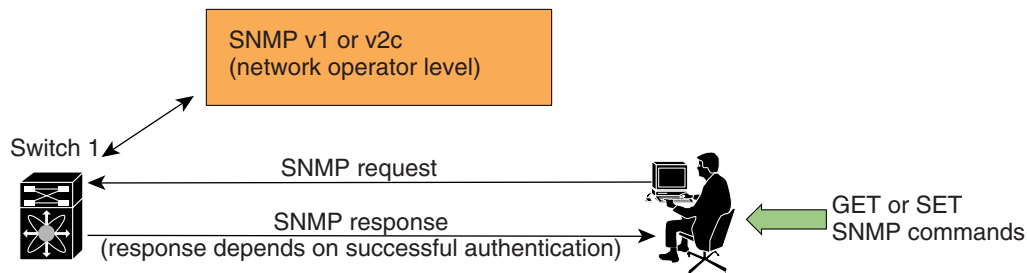 SNMP v1 or v2c
(network operator level)
Switch 1
SNMP request
SNMP response
(response depends on successful authentication)
GET or SET
SNMP commands